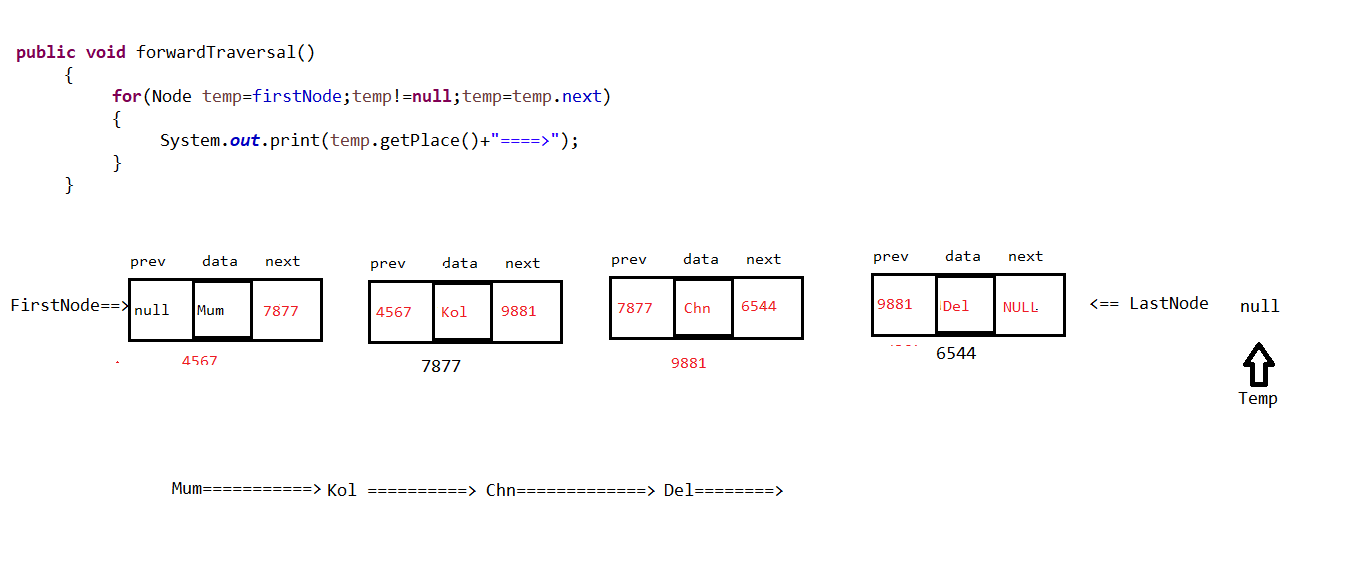 public void forwardTraversal()
{
for(Node temp=firstNode;temp!=null;temp=temp.next)
{
System.out.print(temp.getPlace()+"====>");
}
}
prev data next prev data next prev data next prev data next
FirstNode==> null Mum 7877 4567 Kol 9881 7877 Chn 6544 9881 Del NULL <== LastNode null
4567 7877 9881 6544
Temp
Mum===========> Kol ==========> Chn=============> Del========>